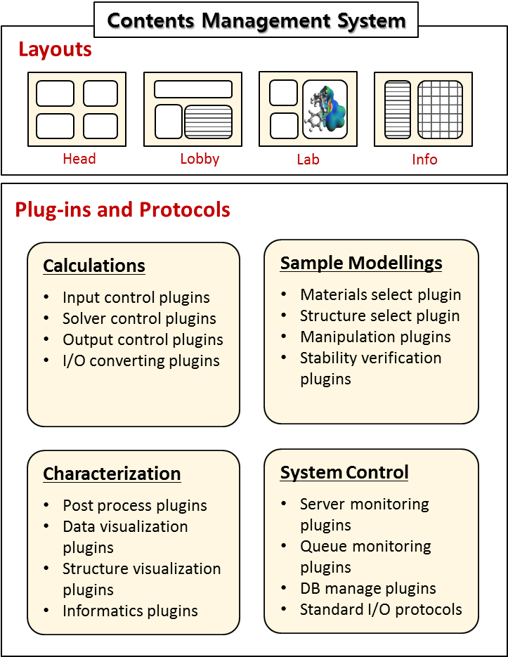 Contents Management System
Layouts
Head
Lobby
Lab
Info
Plug-ins and Protocols
Calculations
• Input control plugins
• Solver control plugins
• Output control plugins
• I/O converting plugins
Sample Modellings
• Materials select plugin
• Structure select plugin
• Manipulation plugins
• Stability verification
plugins
Characterization
• Post process plugins
• Data visualization
plugins
• Structure visualization
plugins
• Informatics plugins
System Control
• Server monitoring
plugins
• Queue monitoring
plugins
• DB manage plugins
• Standard I/O protocols